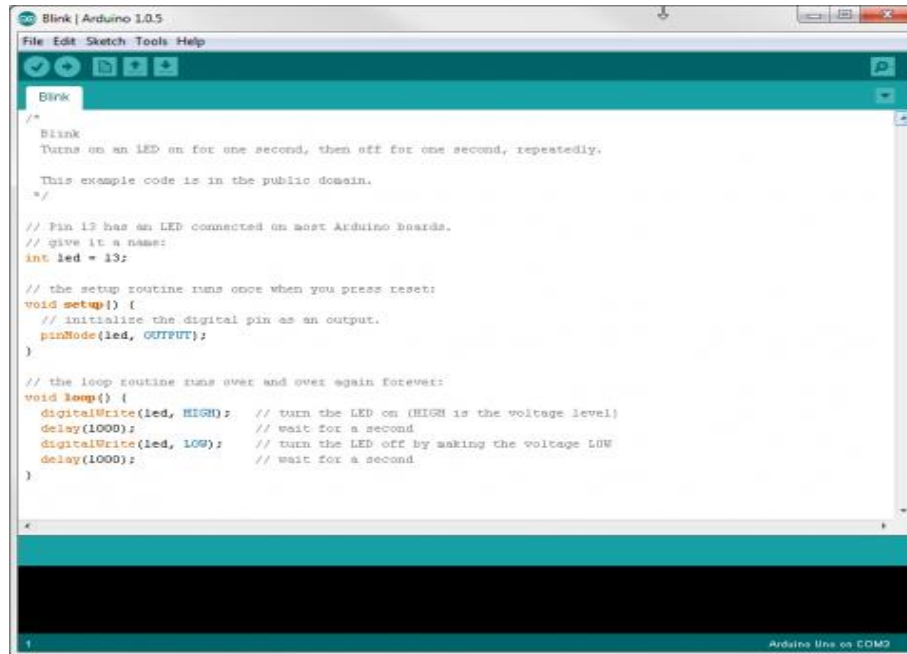 Blink | Arduino 1.0.5
File Edit Sketch Tools Help
Blink
/*
  Blink
  Turns on an LED on for one second, then off for one second, repeatedly.

  This example code is in the public domain.
 */

// Pin 13 has an LED connected on most Arduino boards.
// give it a name:
int led = 13;

// the setup routine runs once when you press reset:
void setup() {
  // initialize the digital pin as an output.
  pinMode(led, OUTPUT);
}

// the loop routine runs over and over again forever:
void loop() {
  digitalWrite(led, HIGH);   // turn the LED on (HIGH is the voltage level)
  delay(1000);               // wait for a second
  digitalWrite(led, LOW);    // turn the LED off by making the voltage LOW
  delay(1000);               // wait for a second
}
1
Arduino Uno on